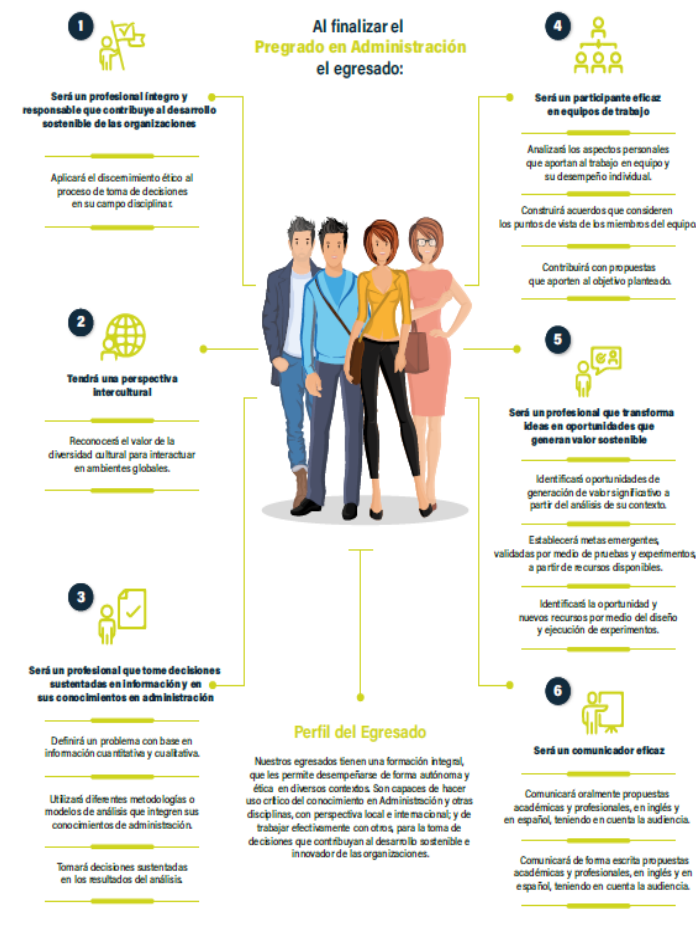 Al finalizar el
Pregrado en Administración
el egresado:
1
Será un profesional íntegro y
responsable que contribuye al desarrollo
sostenible de las organizaciones
Aplicará el discernimiento ético al
proceso de toma de decisiones
en su campo disciplinar.
2
Tendrá una perspectiva
intercultural
Reconocerá el valor de la
diversidad cultural para interactuar
en ambientes globales.
3
Será un profesional que tome decisiones
sustentadas en información y en
sus conocimientos en administración
Definirá un problema con base en
información cuantitativa y cualitativa.
Utilizará diferentes metodologías o
modelos de análisis que integren sus
conocimientos de administración.
Tomará decisiones sustentadas
en los resultados del análisis.
4
Será un participante eficaz
en equipos de trabajo
Analizará los aspectos personales
que aportan al trabajo en equipo y
su desempeño individual.
Construirá acuerdos que consideren
los puntos de vista de los miembros del equipo
Contribuirá con propuestas
que aporten al objetivo planteado.
5
Será un profesional que transforma
ideas en oportunidades que
generan valor sostenible
Identificará oportunidades de
generación de valor significativo a
partir del análisis de su contexto.
Establecerá metas emergentes,
validadas por medio de pruebas y experimentos,
a partir de recursos disponibles.
Identificará la oportunidad y
nuevos recursos por medio del diseño
y ejecución de experimentos.
6
Será un comunicador eficaz
Comunicará oralmente propuestas
académicas y profesionales, en inglés y
en español, teniendo en cuenta la audiencia.
Comunicará de forma escrita propuestas
académicas y profesionales, en inglés y en
español, teniendo en cuenta la audiencia.
Perfil del Egresado
Nuestros egresados tienen una formación integral,
que les permite desempeñarse de forma autónoma y
ética en diversos contextos. Son capaces de hacer
uso crítico del conocimiento en Administración y otras
disciplinas, con perspectiva local e internacional; y de
trabajar efectivamente con otros, para la toma de
decisiones que contribuyan al desarrollo sostenible e
innovador de las organizaciones.